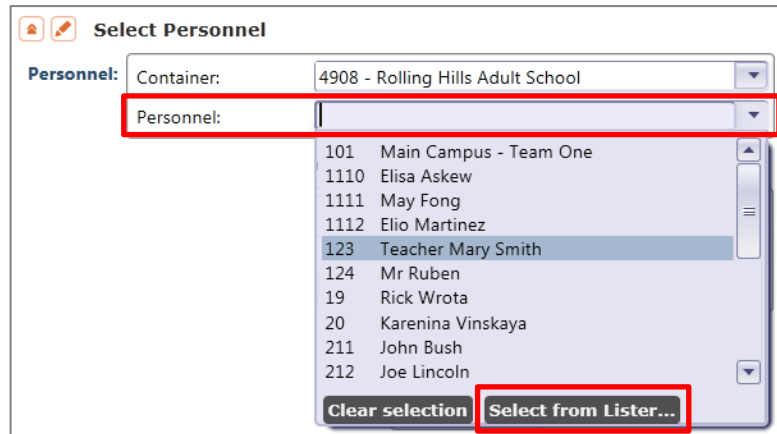 Select Personnel
Personnel: Container: 4908 - Rolling Hills Adult School
Personnel:
101 Main Campus - Team One
1110 Elisa Askew
1111 May Fong
1112 Elio Martinez
123 Teacher Mary Smith
124 Mr Ruben
19 Rick Wrota
20 Karenina Vinskaya
211 John Bush
212 Joe Lincoln
Clear selection Select from Lister...